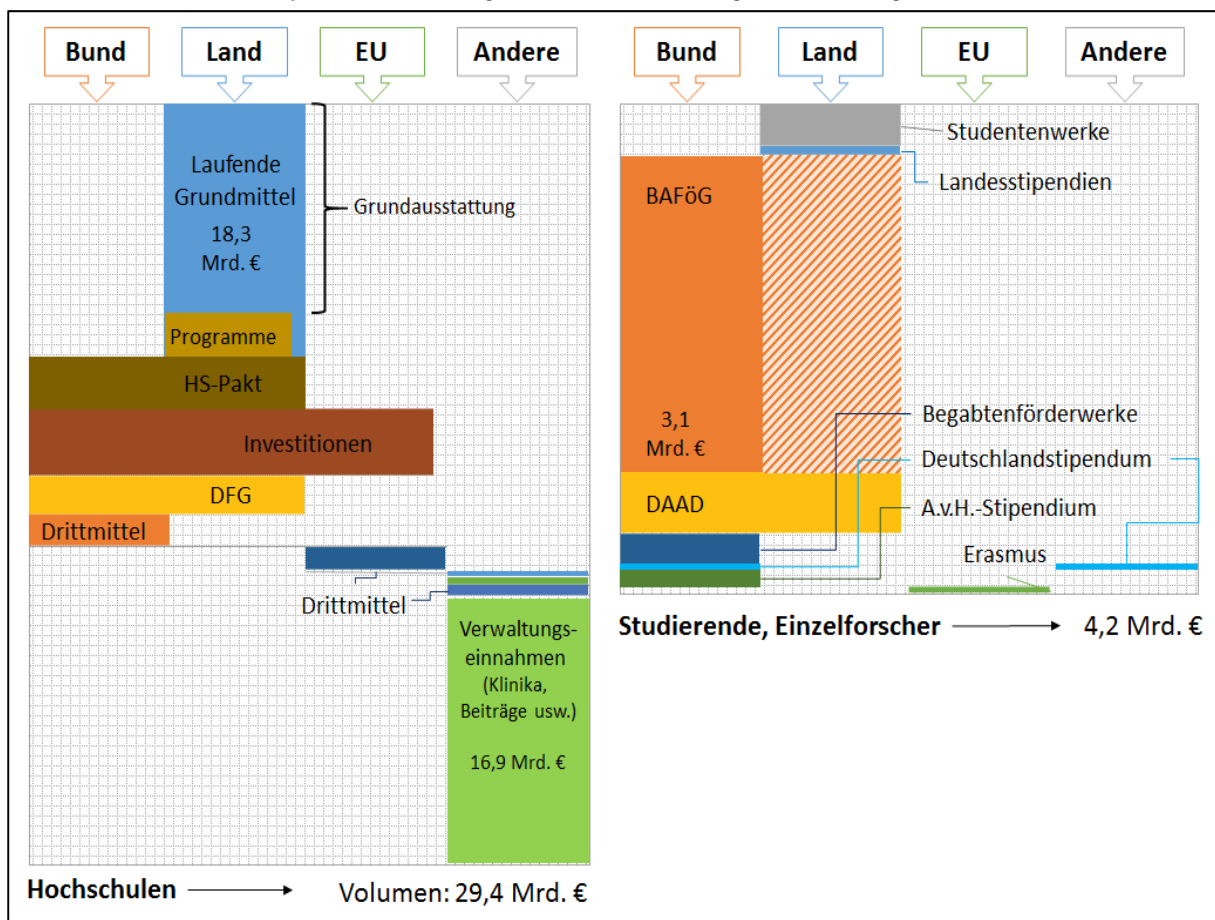 Bund
Land
EU
Andere
Laufende
Grundmittel
18,3
Mrd. €
Grundausstattung
Programme
HS-Pakt
Investitionen
DFG
Drittmittel
Drittmittel
Verwaltungs-
einnahmen
(Klinika,
Beiträge usw.)
16,9 Mrd. €
Hochschulen
Volumen: 29,4 Mrd. €
Bund
Land
EU
Andere
Studentenwerke
Landesstipendien
BAFöG
3,1
Mrd. €
Begabtenförderwerke
Deutschlandstipendum
DAAD
A.v.H.-Stipendium
Erasmus
Studierende, Einzelforscher
4,2 Mrd. €